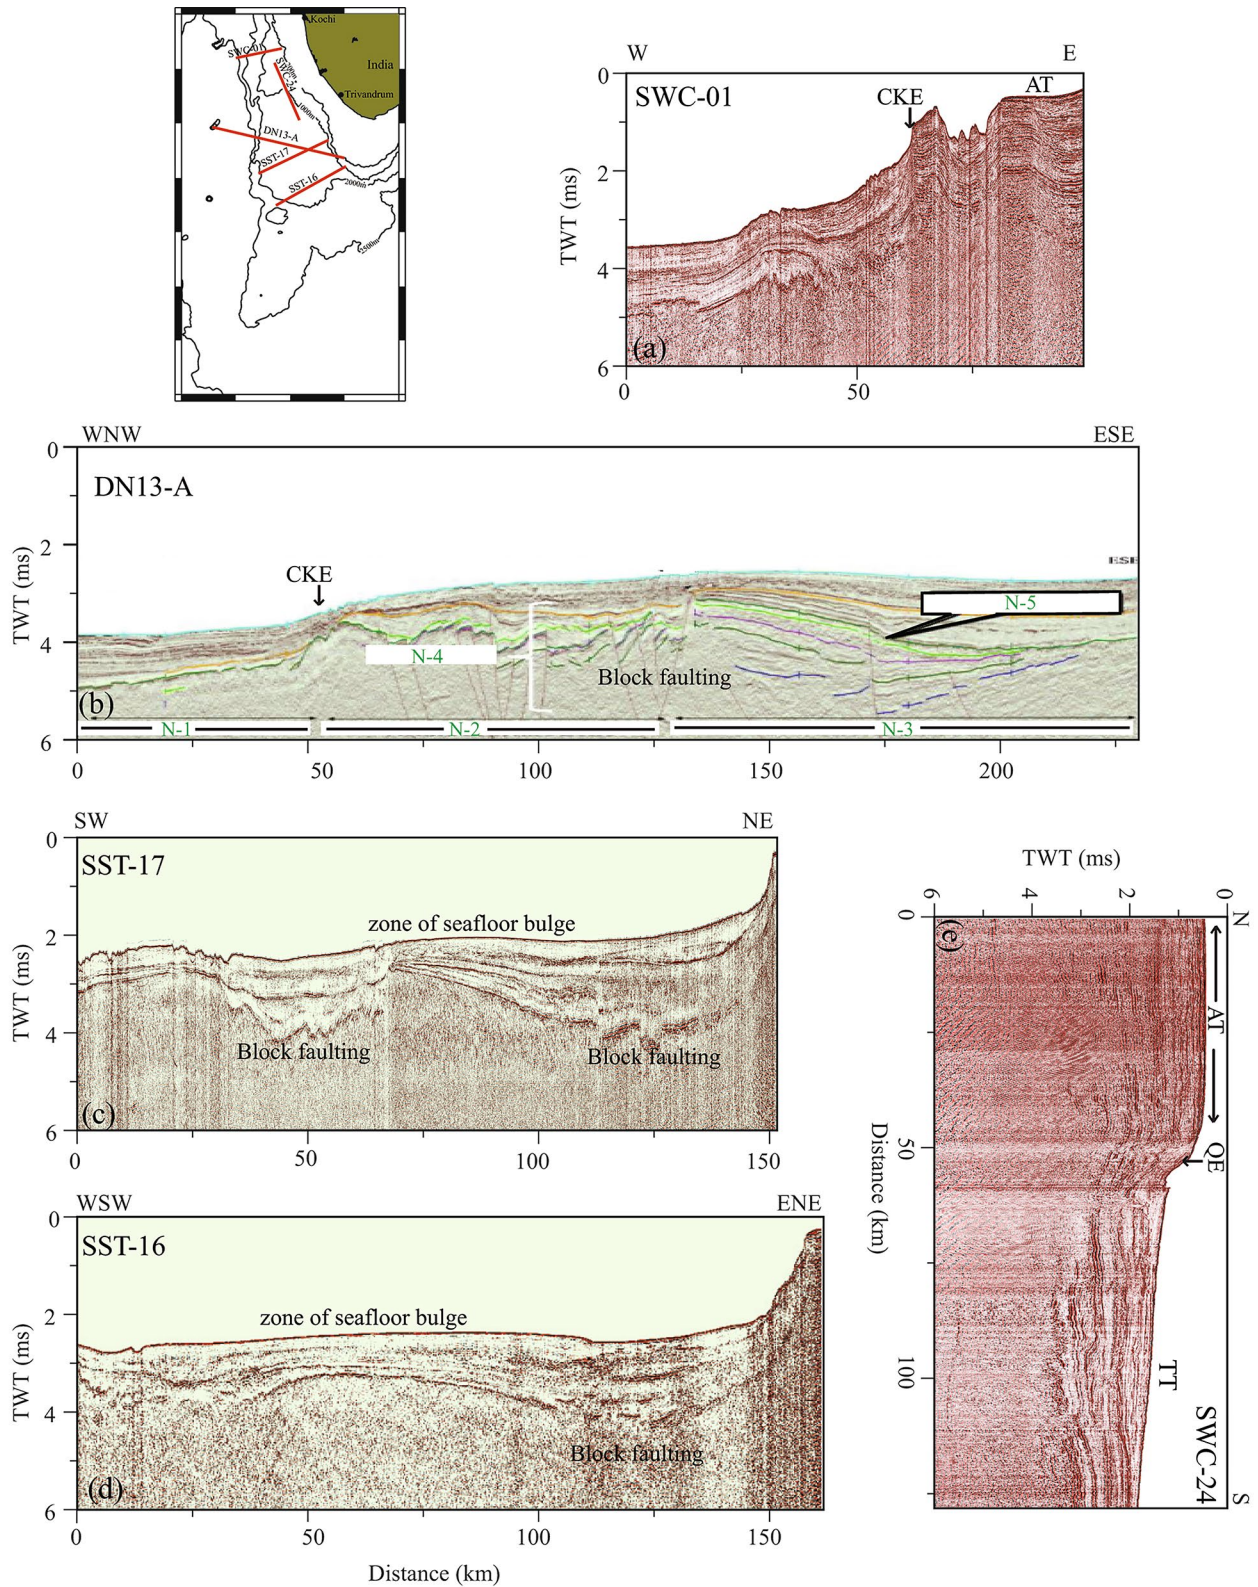 Kochi
SWC-01
India
200m
SWC-24
Trivandrum
1000m
DN13-A
SST-17
SST-16
2000m
2500m
W
E
SWC-01
CKE
AT
TWT (ms)
0
2
4
6
(a)
0
50
WNW
ESE
DN13-A
CKE
ESE
N-5
N-4
Block faulting
(b)
N-1
N-2
N-3
TWT (ms)
0
2
4
6
0
50
100
150
200
SW
NE
SST-17
zone of seafloor bulge
Block faulting
Block faulting
(c)
TWT (ms)
0
2
4
6
0
50
100
150
WSW
ENE
SST-16
zone of seafloor bulge
Block faulting
(d)
TWT (ms)
0
2
4
6
0
50
100
150
Distance (km)
TWT (ms)
6
4
2
0
N
(e)
AT
QE
TT
SWC-24
S
0
50
100
Distance (km)